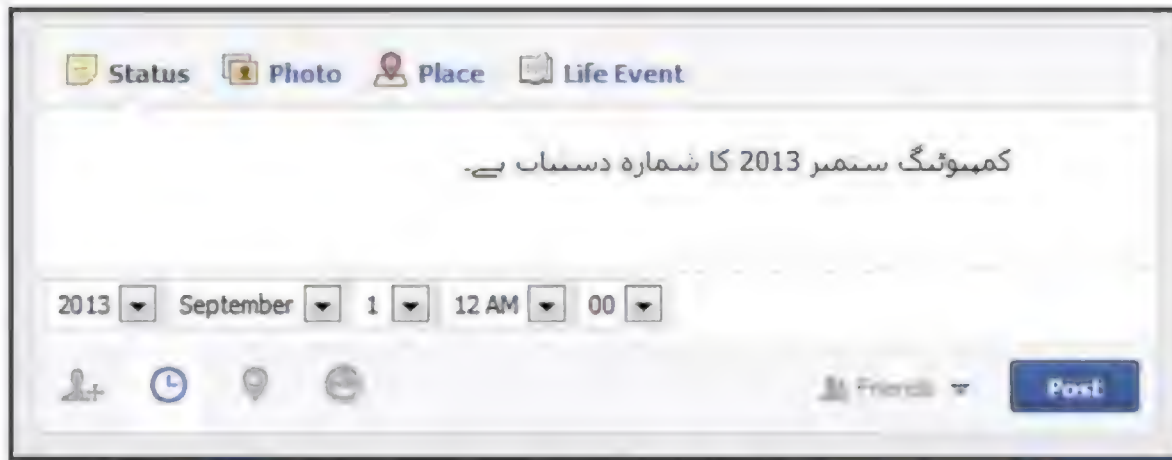 Status Photo Place Life Event
کمپیوٹنگ ستمبر 2013 کا شمارہ دستیاب ہے۔
2013 September 1 12 AM 00
Friends Post